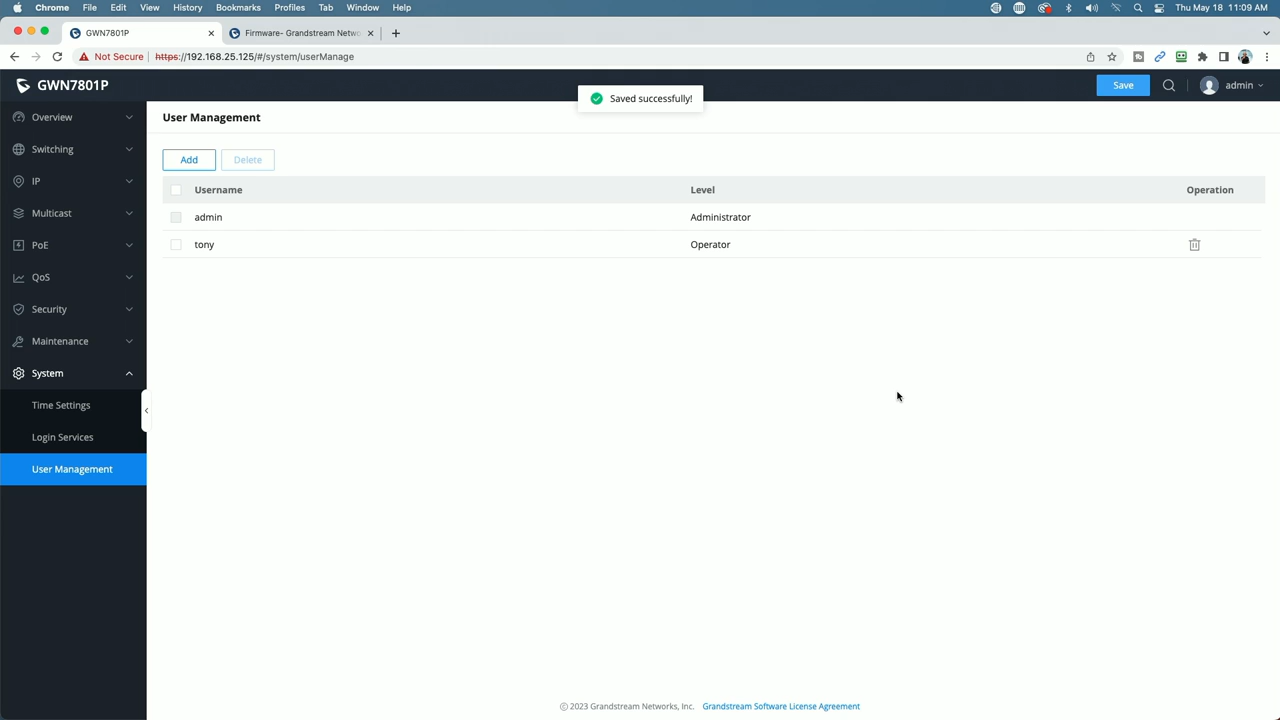 Chrome File Edit View History Bookmarks Profiles Tab Window Help Thu May 18 11:09 AM
GWN7801P Firmware- Grandstream Netwo
Not Secure https://192.168.25.125/#/system/userManage
GWN7801P Save admin
Saved successfully!
Overview
Switching
IP
Multicast
PoE
QoS
Security
Maintenance
System
Time Settings
Login Services
User Management
User Management
Add Delete
Username Level Operation
admin Administrator
tony Operator
© 2023 Grandstream Networks, Inc. Grandstream Software License Agreement